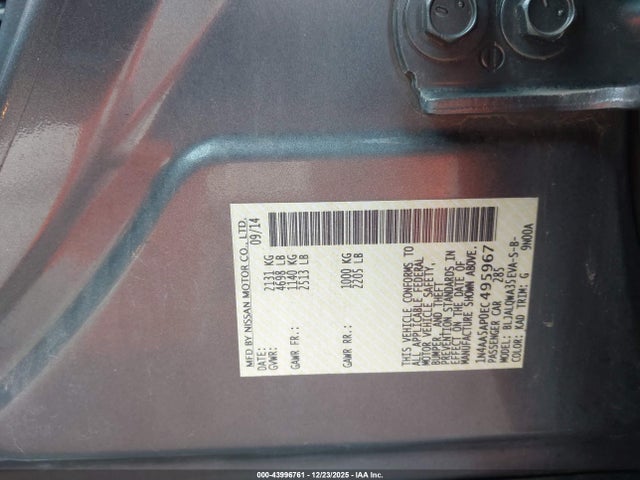 MFD BY NISSAN MOTOR CO., LTD.
DATE: 09/14
GVWR: 2131 KG
4698 LB
GAWR FR.: 1140 KG
2513 LB
GAWR RR.: 1000 KG
2205 LB
THIS VEHICLE CONFORMS TO
ALL APPLICABLE FEDERAL
MOTOR VEHICLE SAFETY,
BUMPER, AND THEFT
PREVENTION STANDARDS IN
EFFECT ON THE DATE OF
MANUFACTURE SHOWN ABOVE.
1N4AA5AP0EC495967
PASSENGER CAR 285
MODEL: BLJALQWA35EVA-S-B-
9N00A
COLOR: KAD TRIM: G
000-43996761 - 12/23/2025 - IAA Inc.